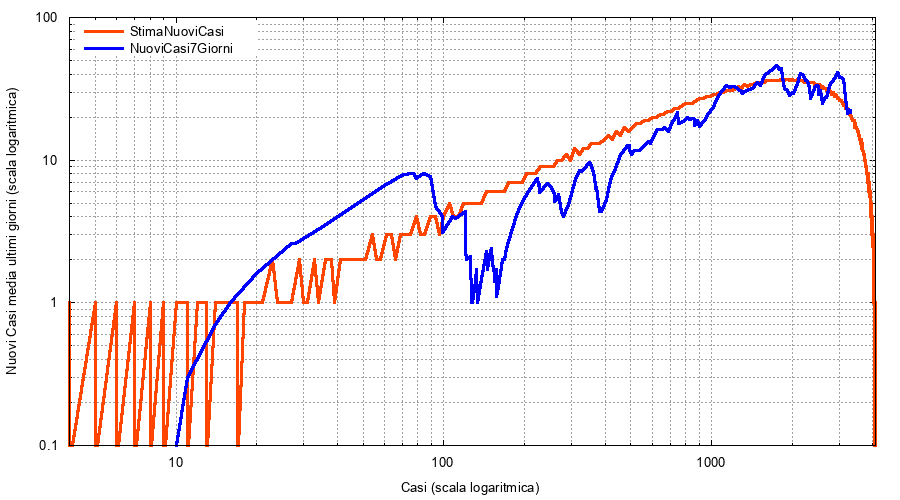 100
10
1
0.1
StimaNuoviCasi
NuoviCasi7Giorni
Nuovi Casi media ultimi giorni (scala logaritmica)
10
100
1000
Casi (scala logaritmica)